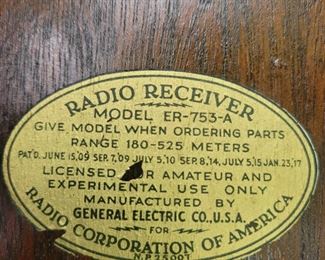 RADIO RECEIVER
MODEL ER-753-A
GIVE MODEL WHEN ORDERING PARTS
RANGE 180-525 METERS
PAT'D. JUNE 15,'09 SEP. 7,'09 JULY 5,'10 SEP. 8,'14, JULY 5,'15 JAN. 23,'17
LICENSED FOR AMATEUR AND
EXPERIMENTAL USE ONLY
MANUFACTURED BY
GENERAL ELECTRIC CO., U.S.A.
FOR
RADIO CORPORATION OF AMERICA
N.P. 25007